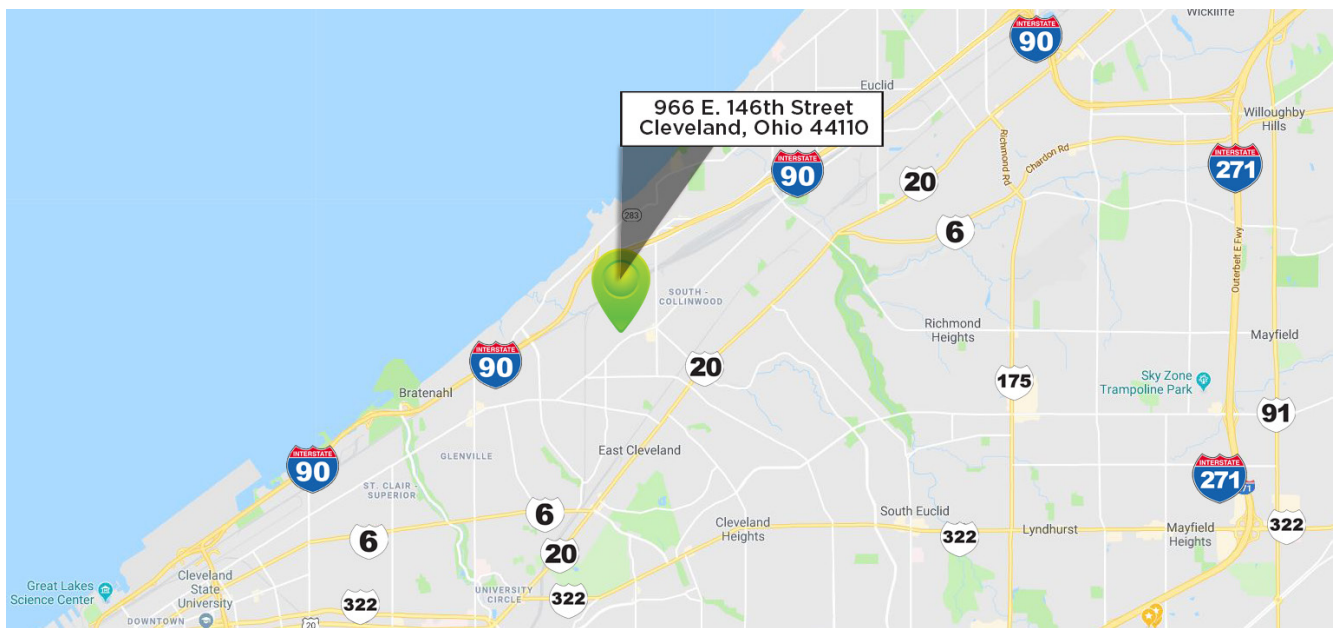 Wickliffe
INTERSTATE
90
Euclid
966 E. 146th Street
Cleveland, Ohio 44110
Willoughby
Hills
Richmond Rd
Chardon Rd
INTERSTATE
90
INTERSTATE
271
20
283
6
Outerbelt E Fwy
SOUTH -
COLLINWOOD
Richmond
Heights
Mayfield
INTERSTATE
90
20
175
Sky Zone
Trampoline Park
Bratenahl
91
East Cleveland
GLENVILLE
INTERSTATE
90
INTERSTATE
271
71
ST. CLAIR -
SUPERIOR
6
South Euclid
6
Cleveland
Heights
322
Lyndhurst
Mayfield
Heights
322
20
Great Lakes
Science Center
Cleveland
State
University
UNIVERSITY
CIRCLE
322
322
DOWNTOWN
20